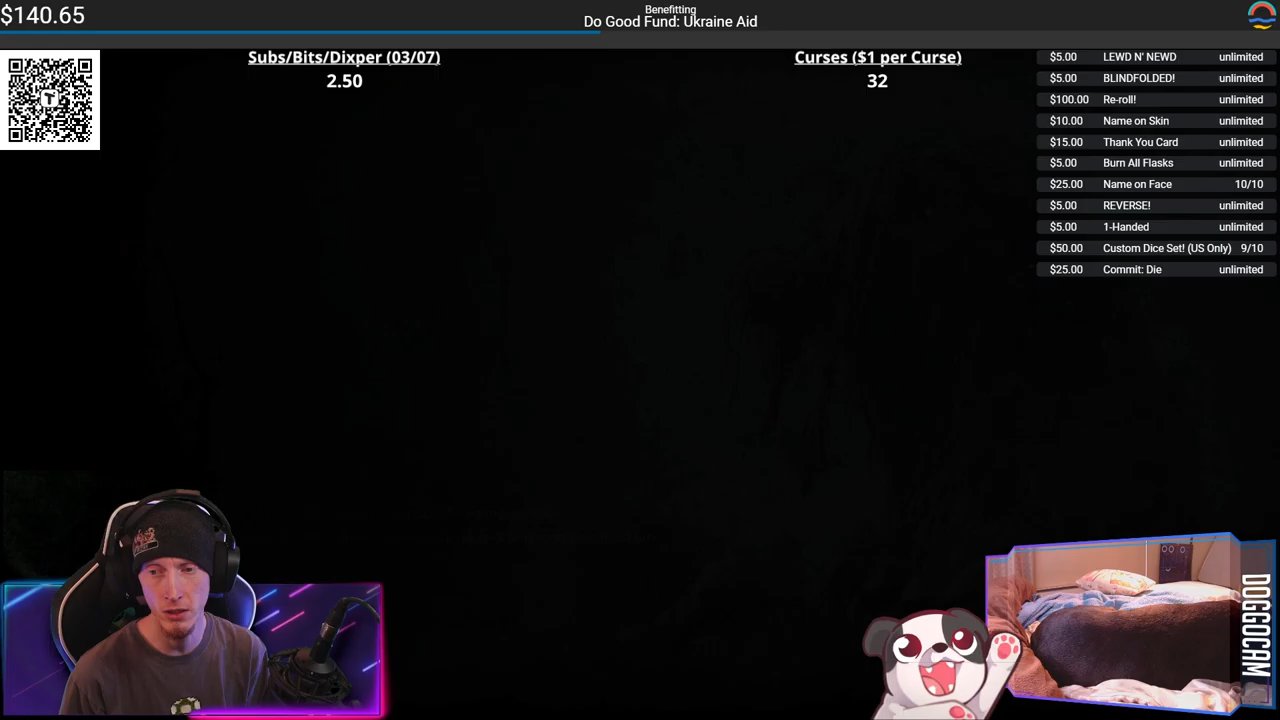 $140.65
Benefitting
Do Good Fund: Ukraine Aid
Subs/Bits/Dixper (03/07)
2.50
Curses ($1 per Curse)
32
$5.00 LEWD N' NEWD unlimited
$5.00 BLINDFOLDED! unlimited
$100.00 Re-roll! unlimited
$10.00 Name on Skin unlimited
$15.00 Thank You Card unlimited
$5.00 Burn All Flasks unlimited
$25.00 Name on Face 10/10
$5.00 REVERSE! unlimited
$5.00 1-Handed unlimited
$50.00 Custom Dice Set! (US Only) 9/10
$25.00 Commit: Die unlimited
DOGGOCAM